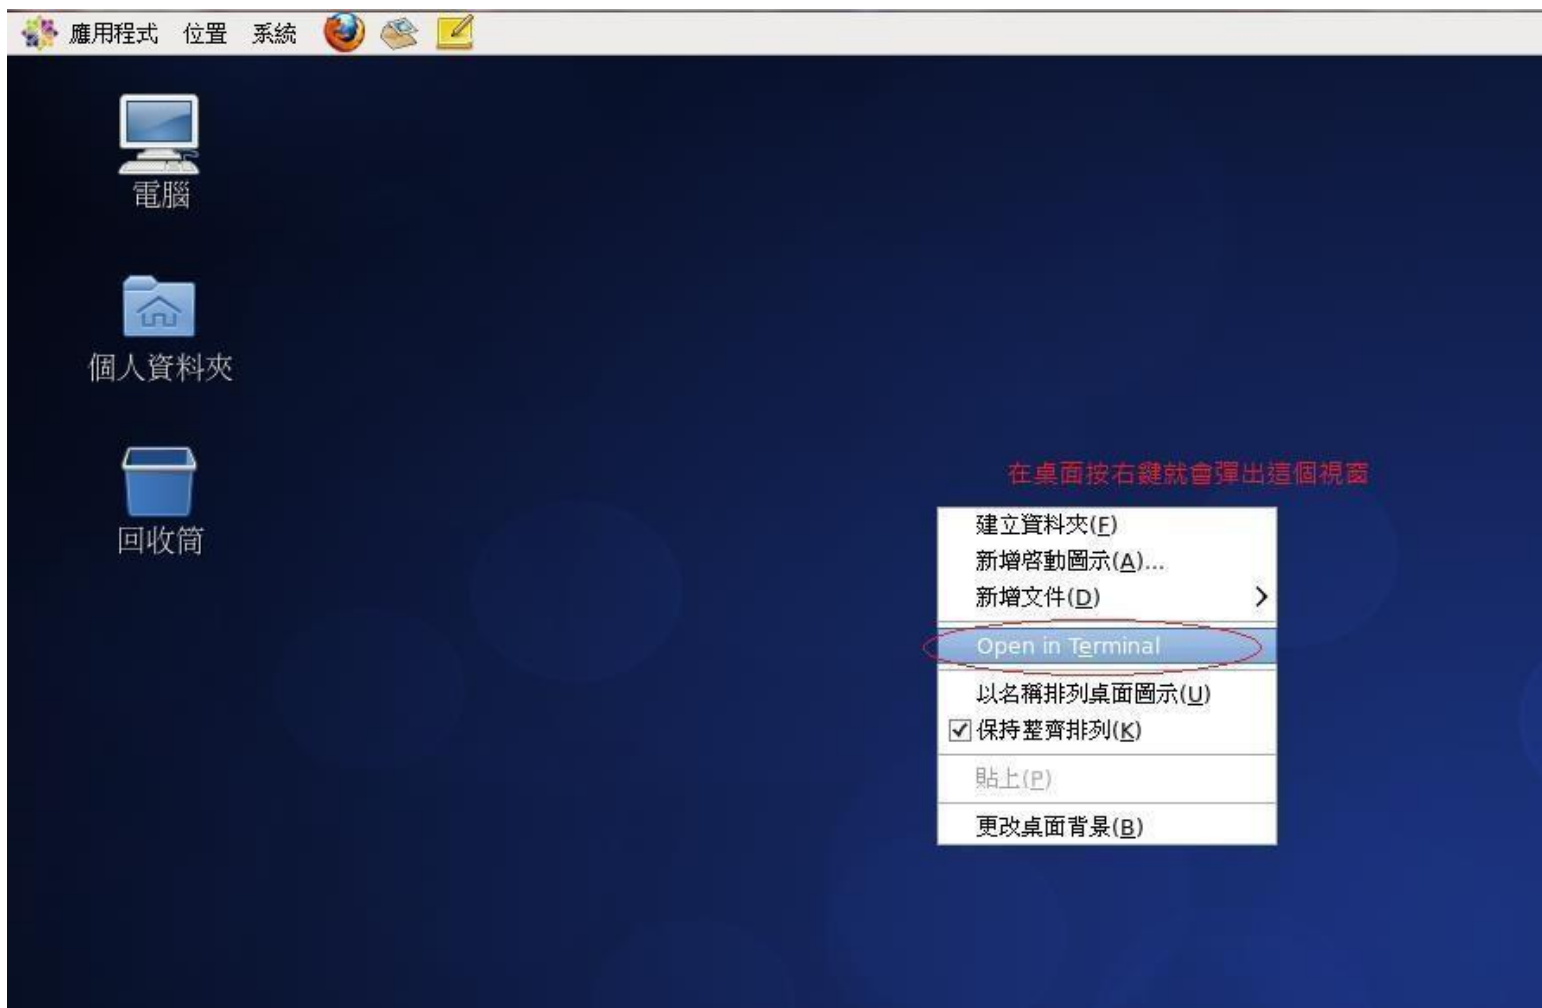 應用程式 位置 系統
電腦
個人資料夾
回收筒
在桌面按右鍵就會彈出這個視窗
建立資料夾(F)
新增啓動圖示(A)...
新增文件(D)
Open in Terminal
以名稱排列桌面圖示(U)
保持整齊排列(K)
貼上(P)
更改桌面背景(B)